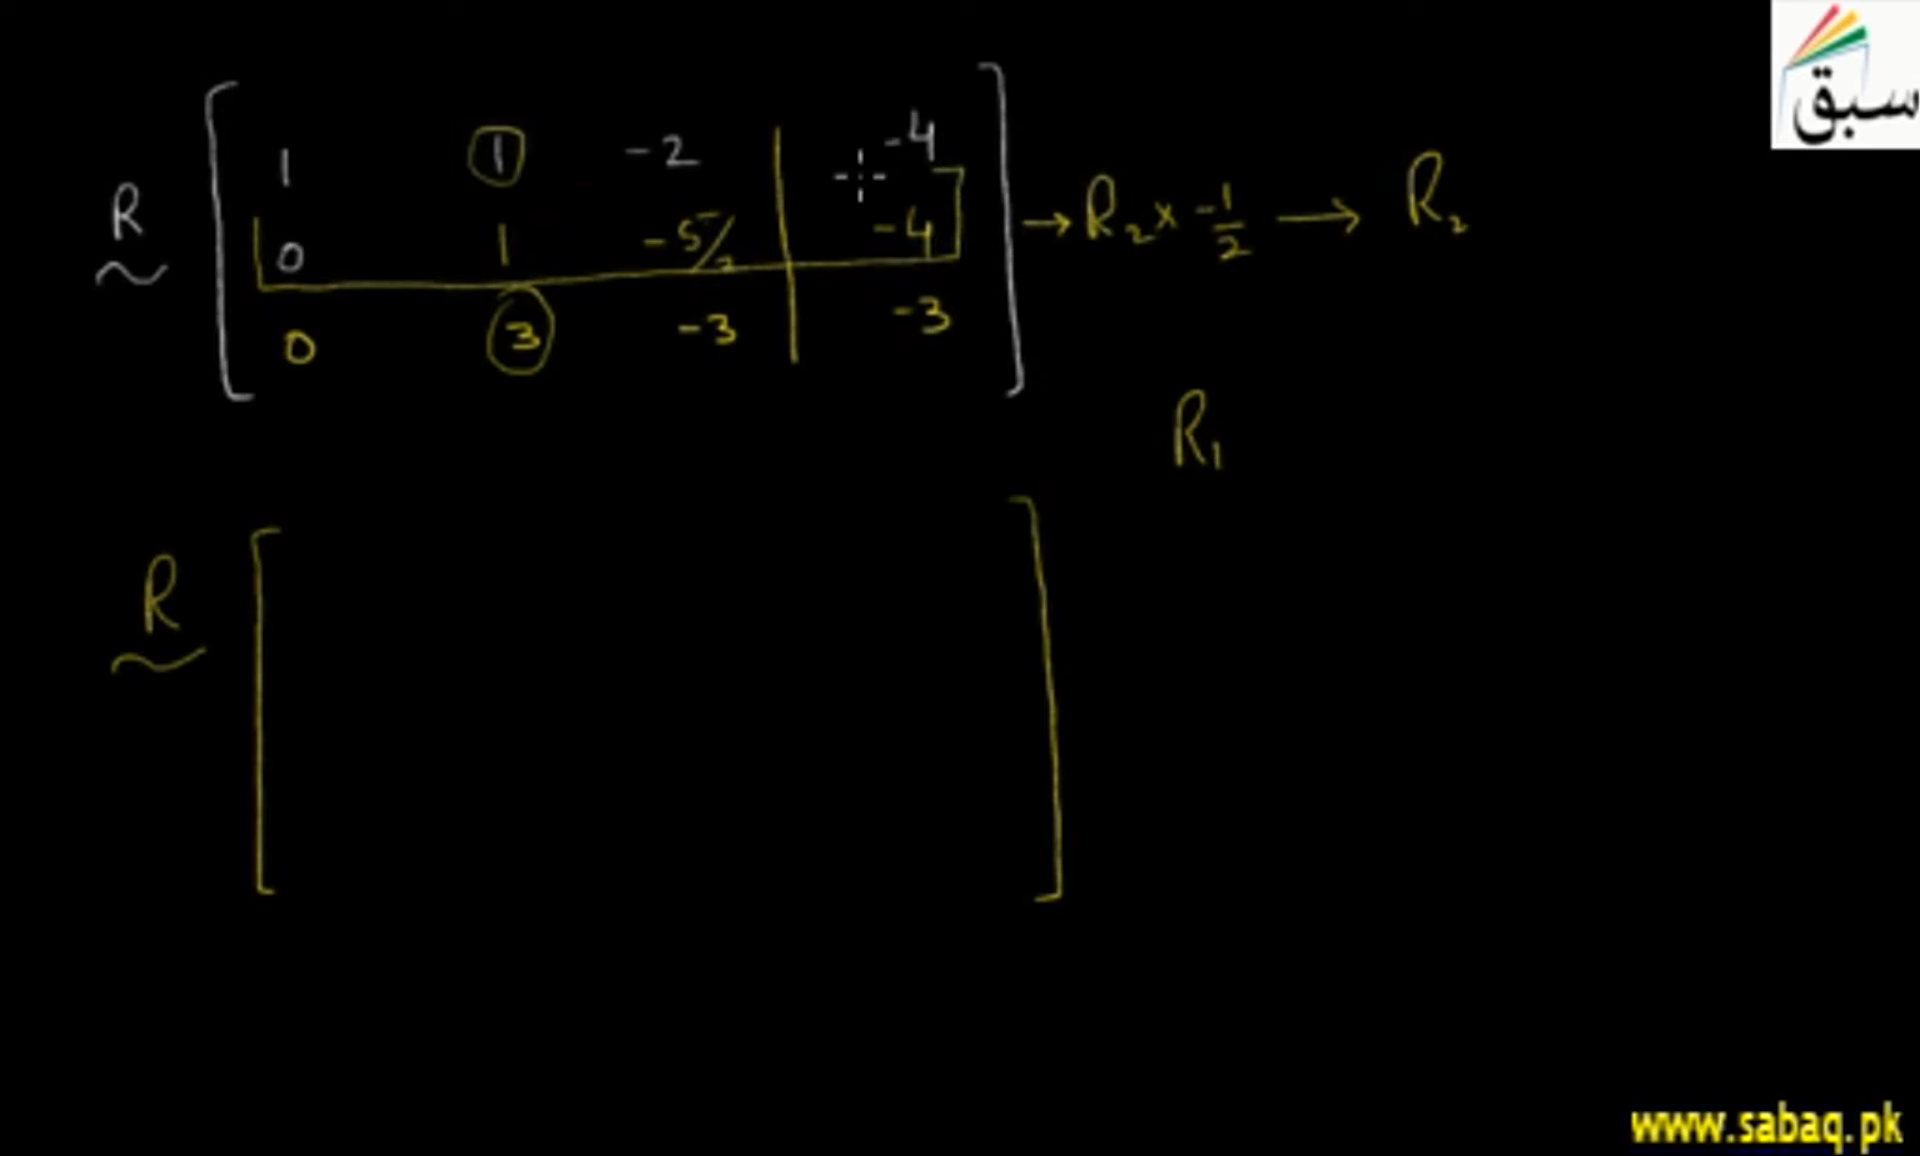 سبق
1 1 -2 -4
R 0 1 -5/2 -4 → R₂ × -1/2 → R₂
~
0 3 -3 -3
R₁
R
~
www.sabaq.pk